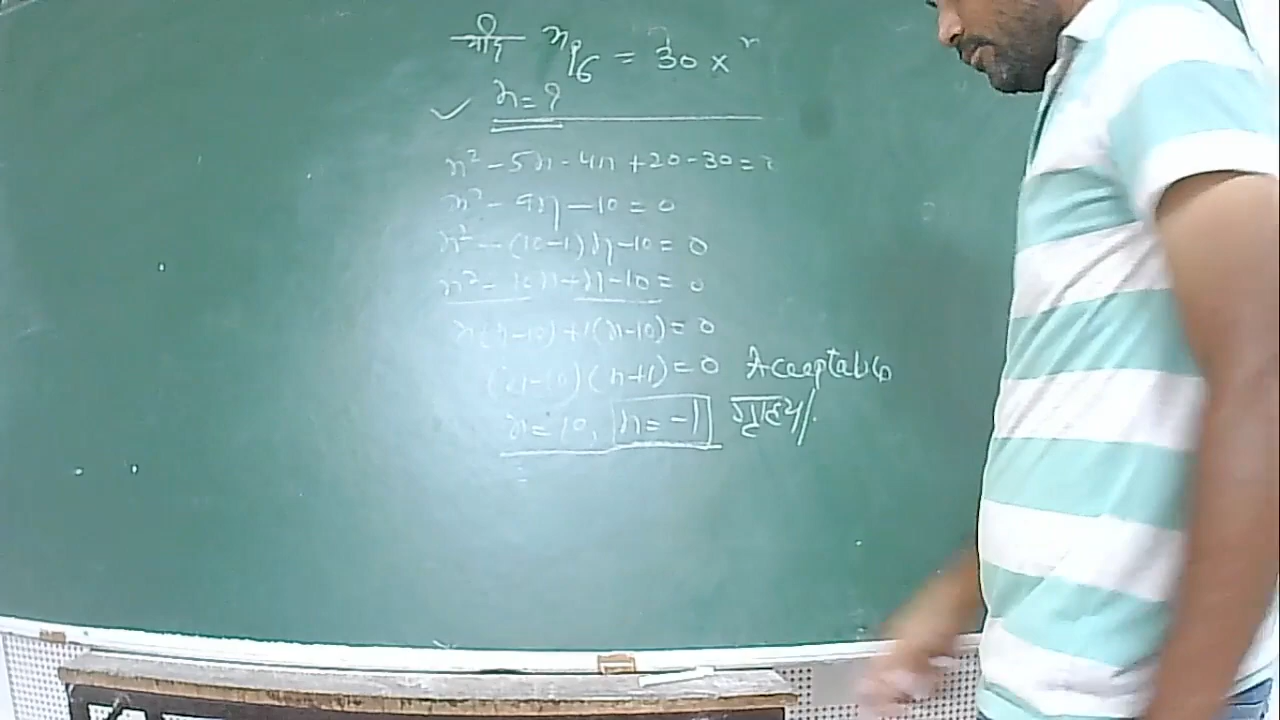 यदि ⁿP₆ = 30 × ⁿ
n = ?
n² - 5n - 4n + 20 - 30 = 0
n² - 9n - 10 = 0
n² - (10-1)n - 10 = 0
n² - 10n + n - 10 = 0
n(n-10) + 1(n-10) = 0
(n-10)(n+1) = 0 Acceptable
n = 10, n = -1 ग्राह्य